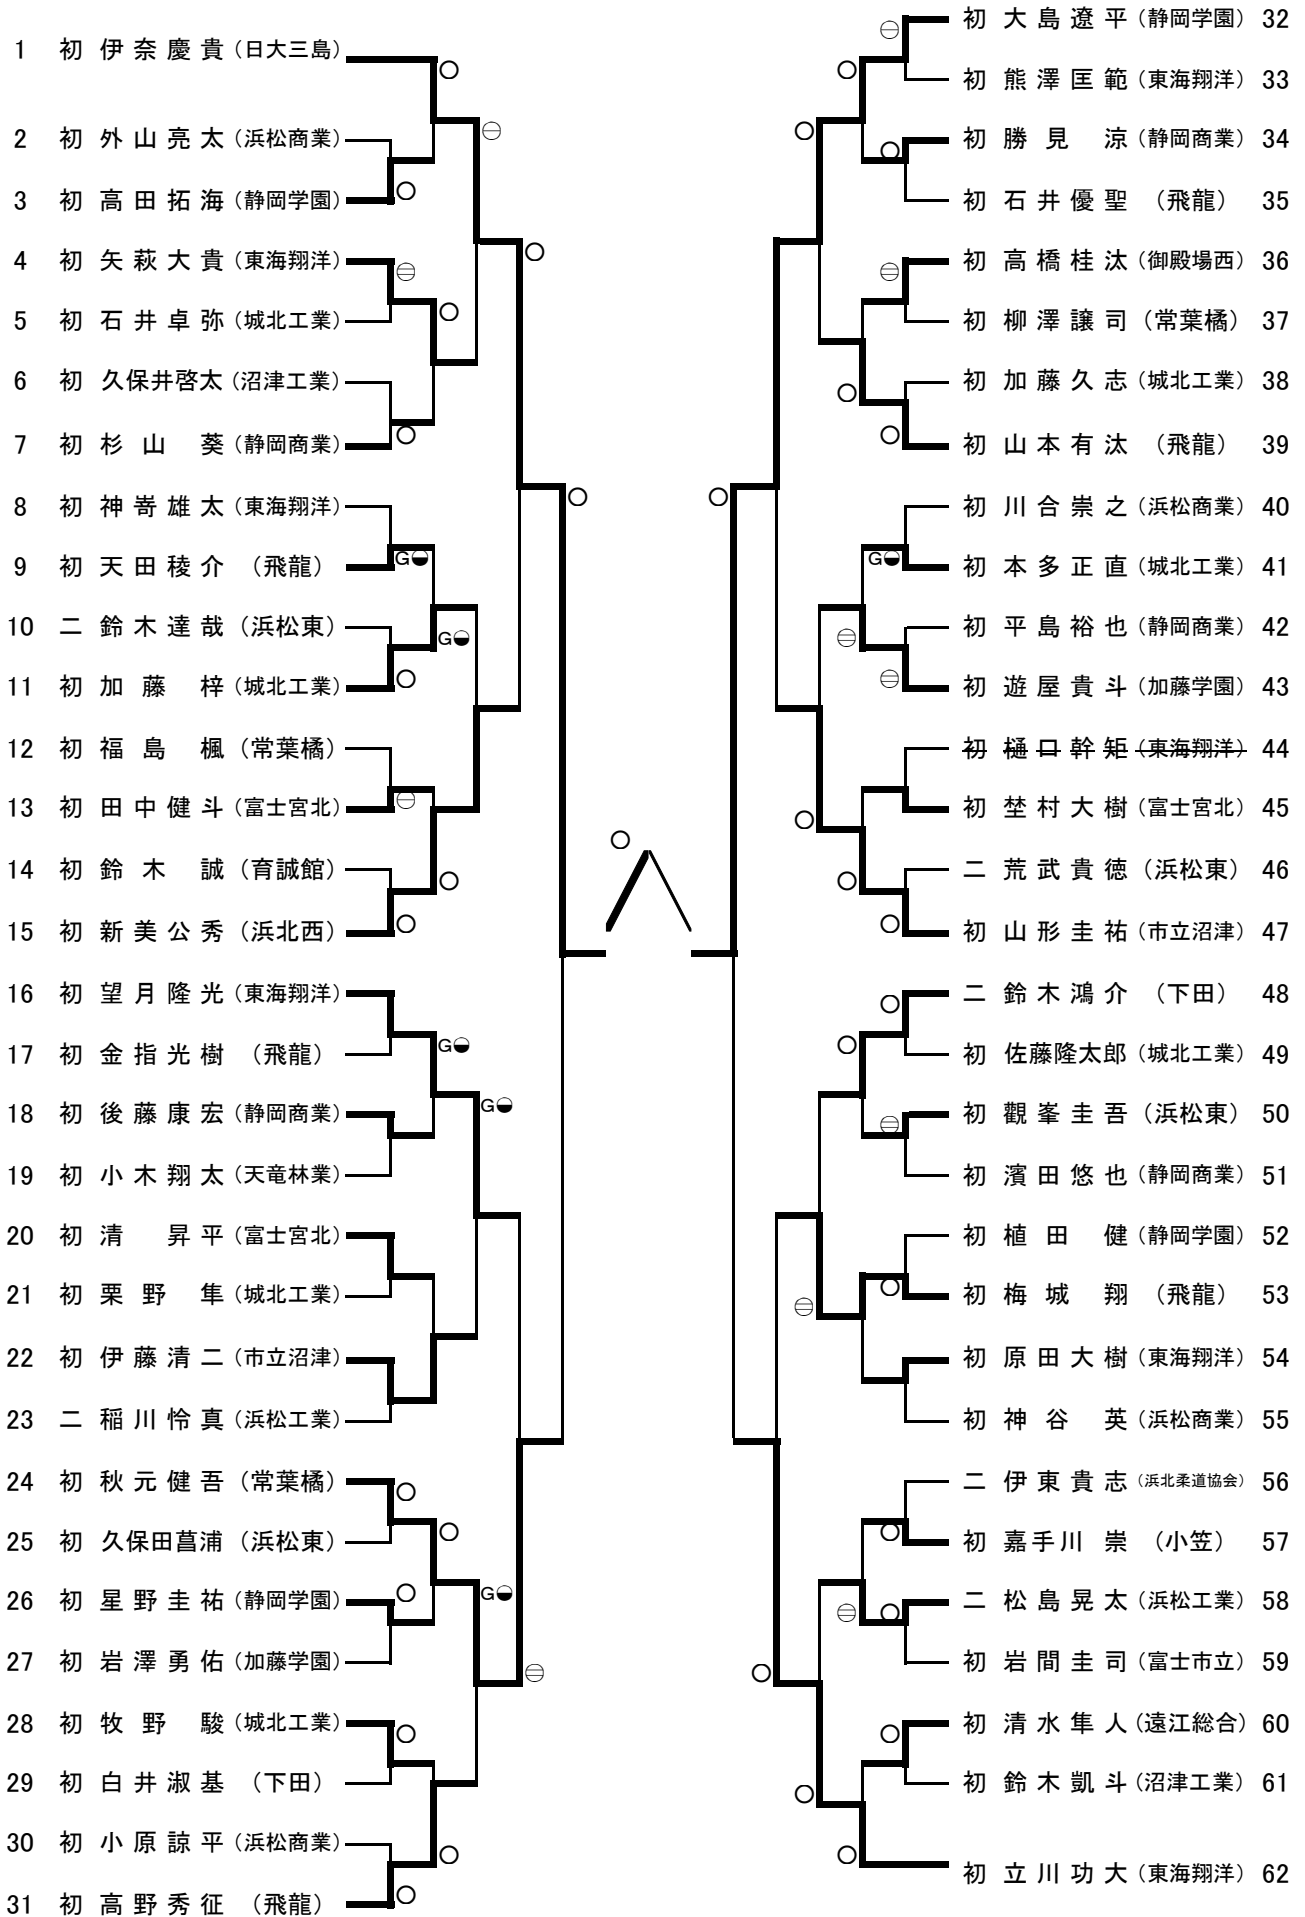 1 初 伊奈慶貴 (日大三島)
2 初 外山亮太 (浜松商業)
3 初 高田拓海 (静岡学園)
4 初 矢萩大貴 (東海翔洋)
5 初 石井卓弥 (城北工業)
6 初 久保井啓太 (沼津工業)
7 初 杉山 葵 (静岡商業)
8 初 神嵜雄太 (東海翔洋)
9 初 天田稜介 (飛龍)
G
10 二 鈴木達哉 (浜松東)
G
11 初 加藤 梓 (城北工業)
12 初 福島 楓 (常葉橘)
13 初 田中健斗 (富士宮北)
14 初 鈴木 誠 (育誠館)
15 初 新美公秀 (浜北西)
16 初 望月隆光 (東海翔洋)
17 初 金指光樹 (飛龍)
G
18 初 後藤康宏 (静岡商業)
G
19 初 小木翔太 (天竜林業)
20 初 清 昇平 (富士宮北)
21 初 栗野 隼 (城北工業)
22 初 伊藤清二 (市立沼津)
23 二 稲川怜真 (浜松工業)
24 初 秋元健吾 (常葉橘)
25 初 久保田菖浦 (浜松東)
26 初 星野圭祐 (静岡学園)
G
27 初 岩澤勇佑 (加藤学園)
28 初 牧野 駿 (城北工業)
29 初 白井淑基 (下田)
30 初 小原諒平 (浜松商業)
31 初 高野秀征 (飛龍)
初 大島遼平 (静岡学園) 32
初 熊澤匡範 (東海翔洋) 33
初 勝見 涼 (静岡商業) 34
初 石井優聖 (飛龍) 35
初 高橋桂汰 (御殿場西) 36
初 柳澤譲司 (常葉橘) 37
初 加藤久志 (城北工業) 38
初 山本有汰 (飛龍) 39
初 川合崇之 (浜松商業) 40
G
初 本多正直 (城北工業) 41
初 平島裕也 (静岡商業) 42
初 遊屋貴斗 (加藤学園) 43
初 樋口幹矩 (東海翔洋) 44
初 埜村大樹 (富士宮北) 45
二 荒武貴徳 (浜松東) 46
初 山形圭祐 (市立沼津) 47
二 鈴木鴻介 (下田) 48
初 佐藤隆太郎 (城北工業) 49
初 觀峯圭吾 (浜松東) 50
初 濱田悠也 (静岡商業) 51
初 植田 健 (静岡学園) 52
初 梅城 翔 (飛龍) 53
初 原田大樹 (東海翔洋) 54
初 神谷 英 (浜松商業) 55
二 伊東貴志 (浜北柔道協会) 56
初 嘉手川 崇 (小笠) 57
二 松島晃太 (浜松工業) 58
初 岩間圭司 (富士市立) 59
初 清水隼人 (遠江総合) 60
初 鈴木凱斗 (沼津工業) 61
初 立川功大 (東海翔洋) 62